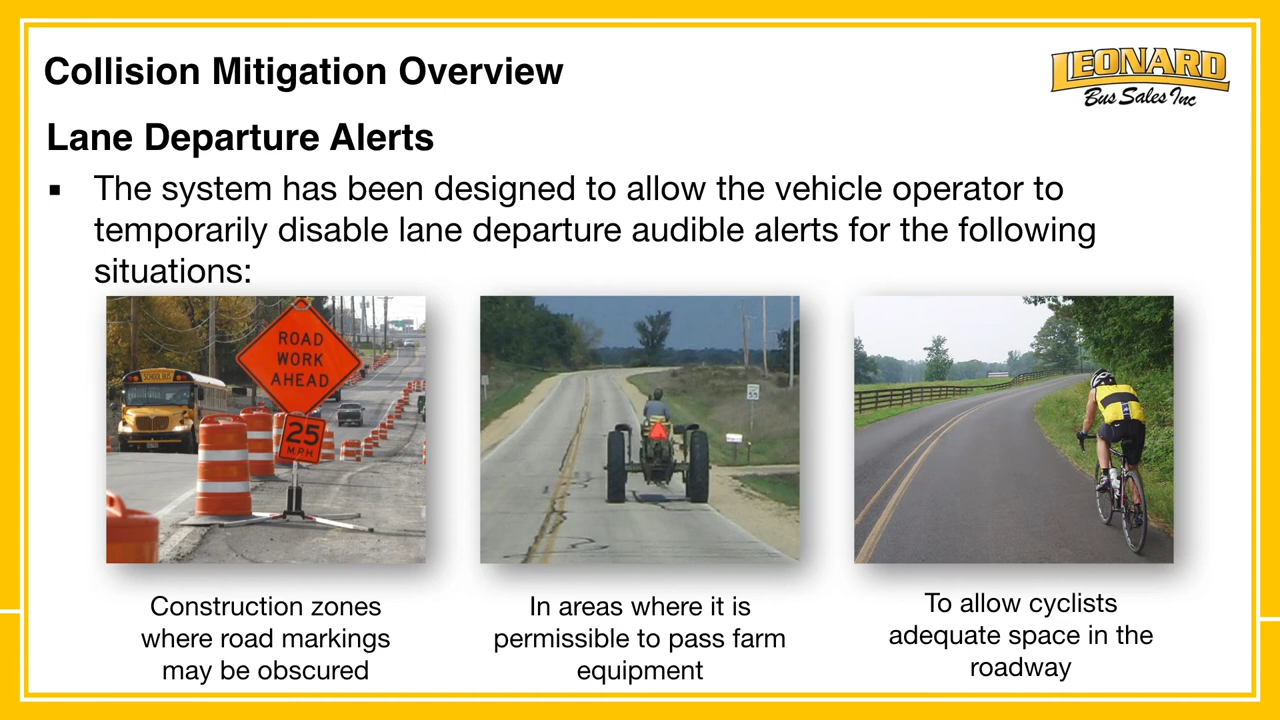 Collision Mitigation Overview
LEONARD
Bus Sales Inc
Lane Departure Alerts
▪ The system has been designed to allow the vehicle operator to
temporarily disable lane departure audible alerts for the following
situations:
SCHOOL BUS
ROAD
WORK
AHEAD
25
MPH
Construction zones
where road markings
may be obscured
In areas where it is
permissible to pass farm
equipment
To allow cyclists
adequate space in the
roadway